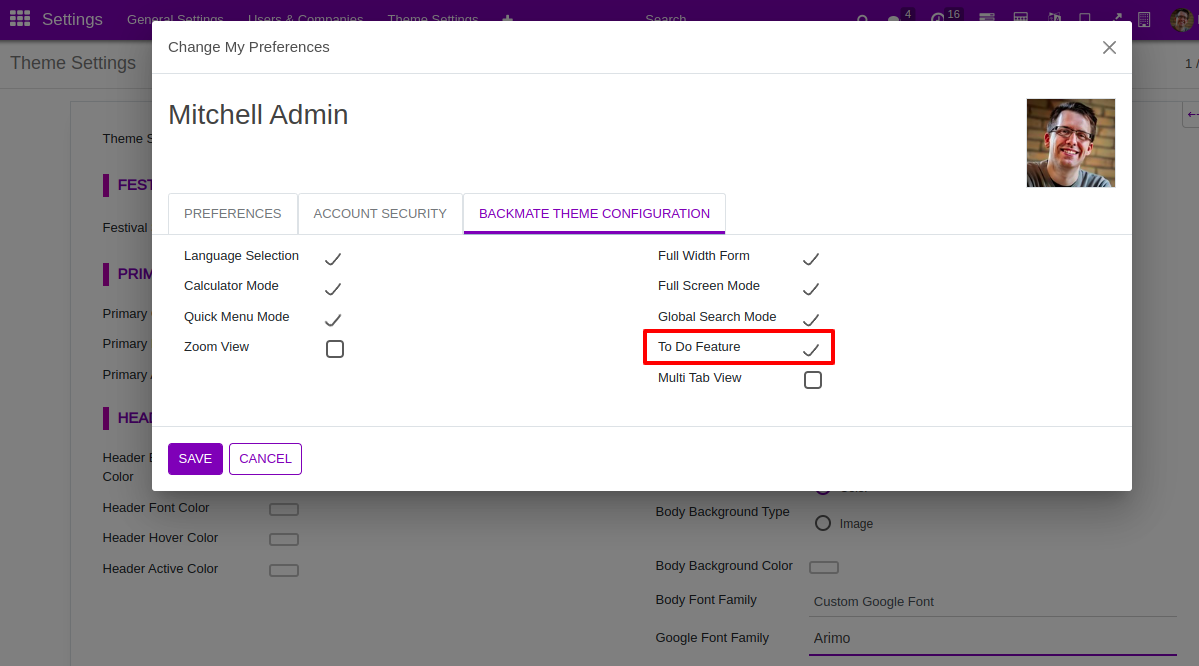 Settings
General Settings
Users & Companies
Theme Settings
Search
4
16
Change My Preferences
Theme Settings
1 /
Mitchell Admin
Theme S
FEST
PREFERENCES
ACCOUNT SECURITY
BACKMATE THEME CONFIGURATION
Festival
Language Selection
Full Width Form
PRIM
Calculator Mode
Full Screen Mode
Primary
Quick Menu Mode
Global Search Mode
Primary
Zoom View
To Do Feature
Primary
Multi Tab View
HEAD
Header
Color
SAVE
CANCEL
Color
Header Font Color
Body Background Type
Image
Header Hover Color
Header Active Color
Body Background Color
Body Font Family
Custom Google Font
Google Font Family
Arimo